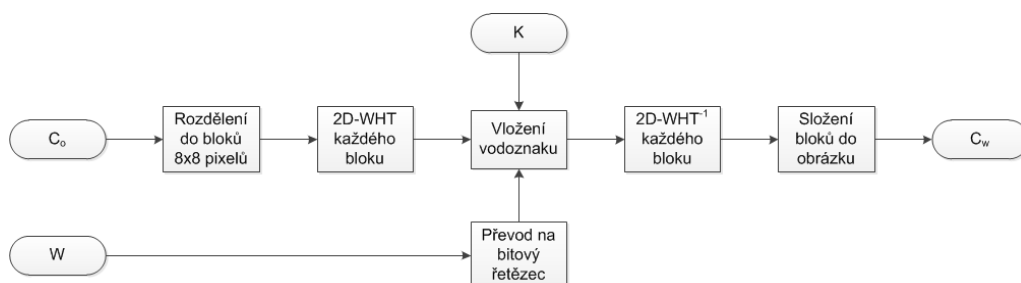 K
C₀
Rozdělení
do bloků
8x8 pixelů
2D-WHT
každého
bloku
Vložení
vodoznaku
2D-WHT⁻¹
každého
bloku
Složení
bloků do
obrázku
C_w
W
Převod na
bitový
řetězec